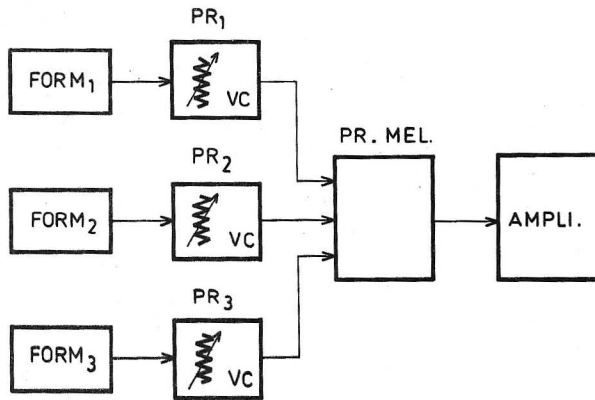 PR₁
FORM₁
VC
PR. MEL.
PR₂
FORM₂
VC
AMPLI.
PR₃
FORM₃
VC